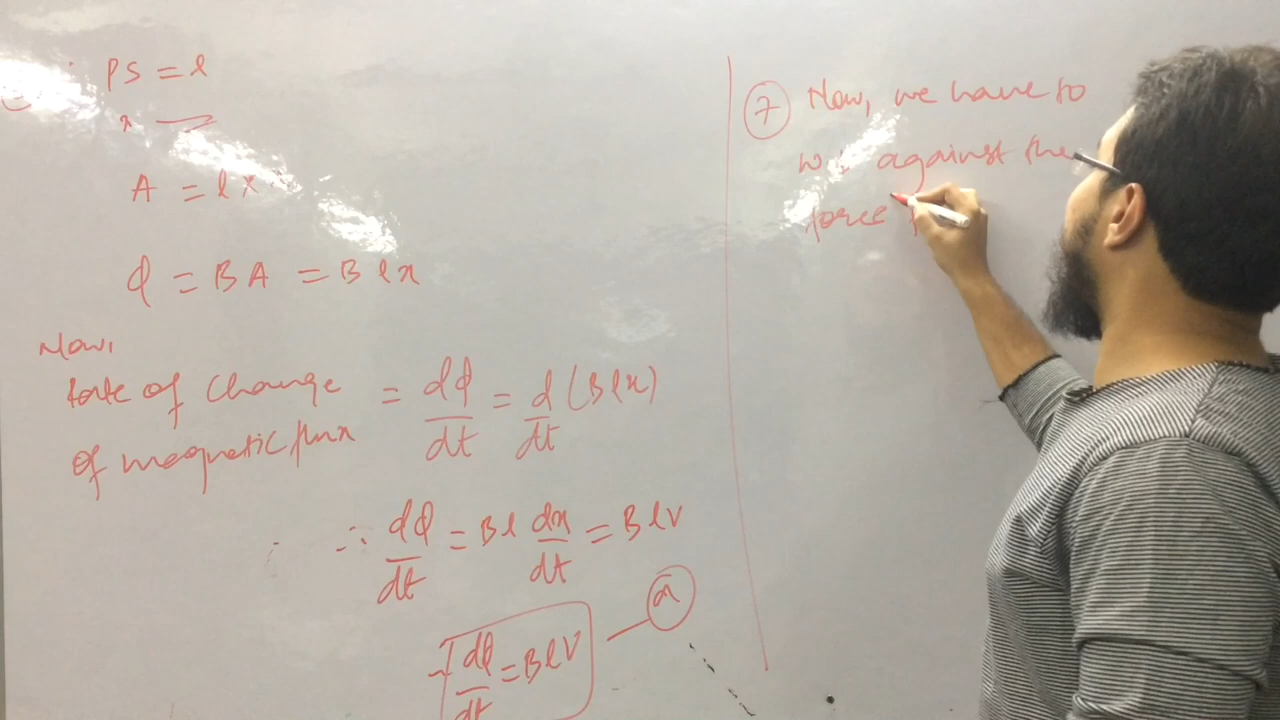 ∴ PS = l
A = lx
φ = BA = Blx
Now,
rate of change
of magnetic flux
= dφ/dt = d/dt (Blx)
∴ dφ/dt = Bl dx/dt = Blv
dφ/dt = Blv
a
7 Now, we have to
against the
force